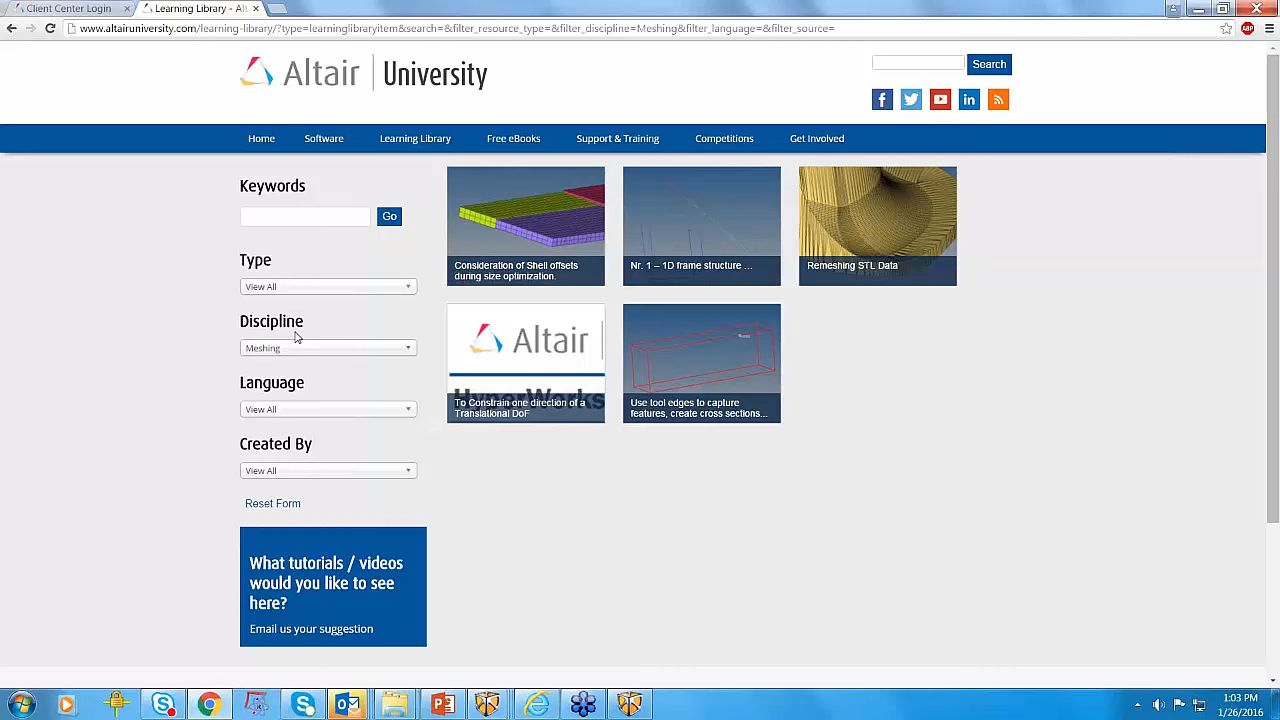 Client Center Login
Learning Library - Al
www.altairuniversity.com/learning-library/?type=learninglibraryitem&search=&filter_resource_type=&filter_discipline=Meshing&filter_language=&filter_source=
ABP
Altair University
Search
Home Software Learning Library Free eBooks Support & Training Competitions Get Involved
Keywords
Go
Type
View All
Discipline
Meshing
Language
View All
Created By
View All
Reset Form
What tutorials / videos
would you like to see
here?
Email us your suggestion
Consideration of Shell offsets
during size optimization.
Nr. 1 – 1D frame structure ...
Remeshing STL Data
Altair
HyperWorks
To Constrain one direction of a
Translational DoF
Use tool edges to capture
features, create cross sections...
1:03 PM
1/26/2016